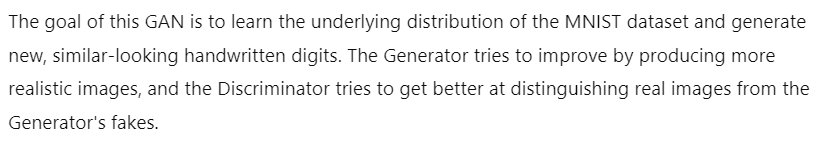 The goal of this GAN is to learn the underlying distribution of the MNIST dataset and generate
new, similar-looking handwritten digits. The Generator tries to improve by producing more
realistic images, and the Discriminator tries to get better at distinguishing real images from the
Generator's fakes.